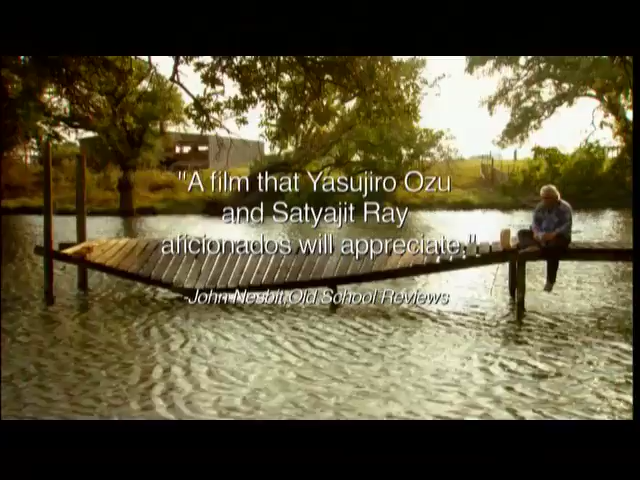 "A film that Yasujiro Ozu
and Satyajit Ray
aficionados will appreciate."
-John Nesbit, Old School Reviews